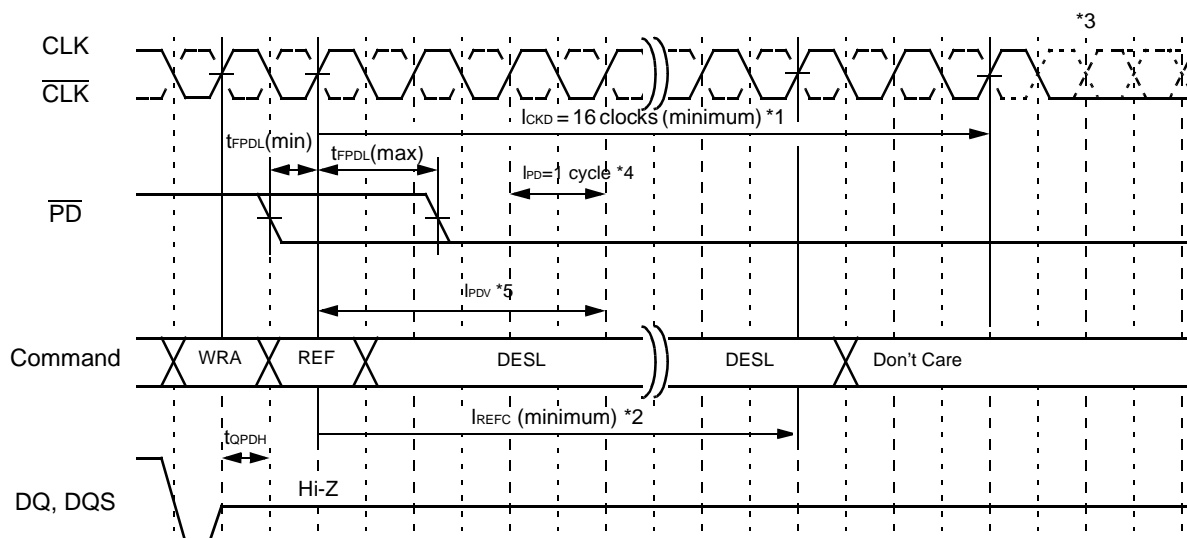 *3
CLK
CLK
lCKD = 16 clocks (minimum) *1
tFPDL(min)
tFPDL(max)
lPD=1 cycle *4
PD
lPDV *5
Command
WRA
REF
DESL
DESL
Don't Care
lREFC (minimum) *2
tQPDH
Hi-Z
DQ, DQS